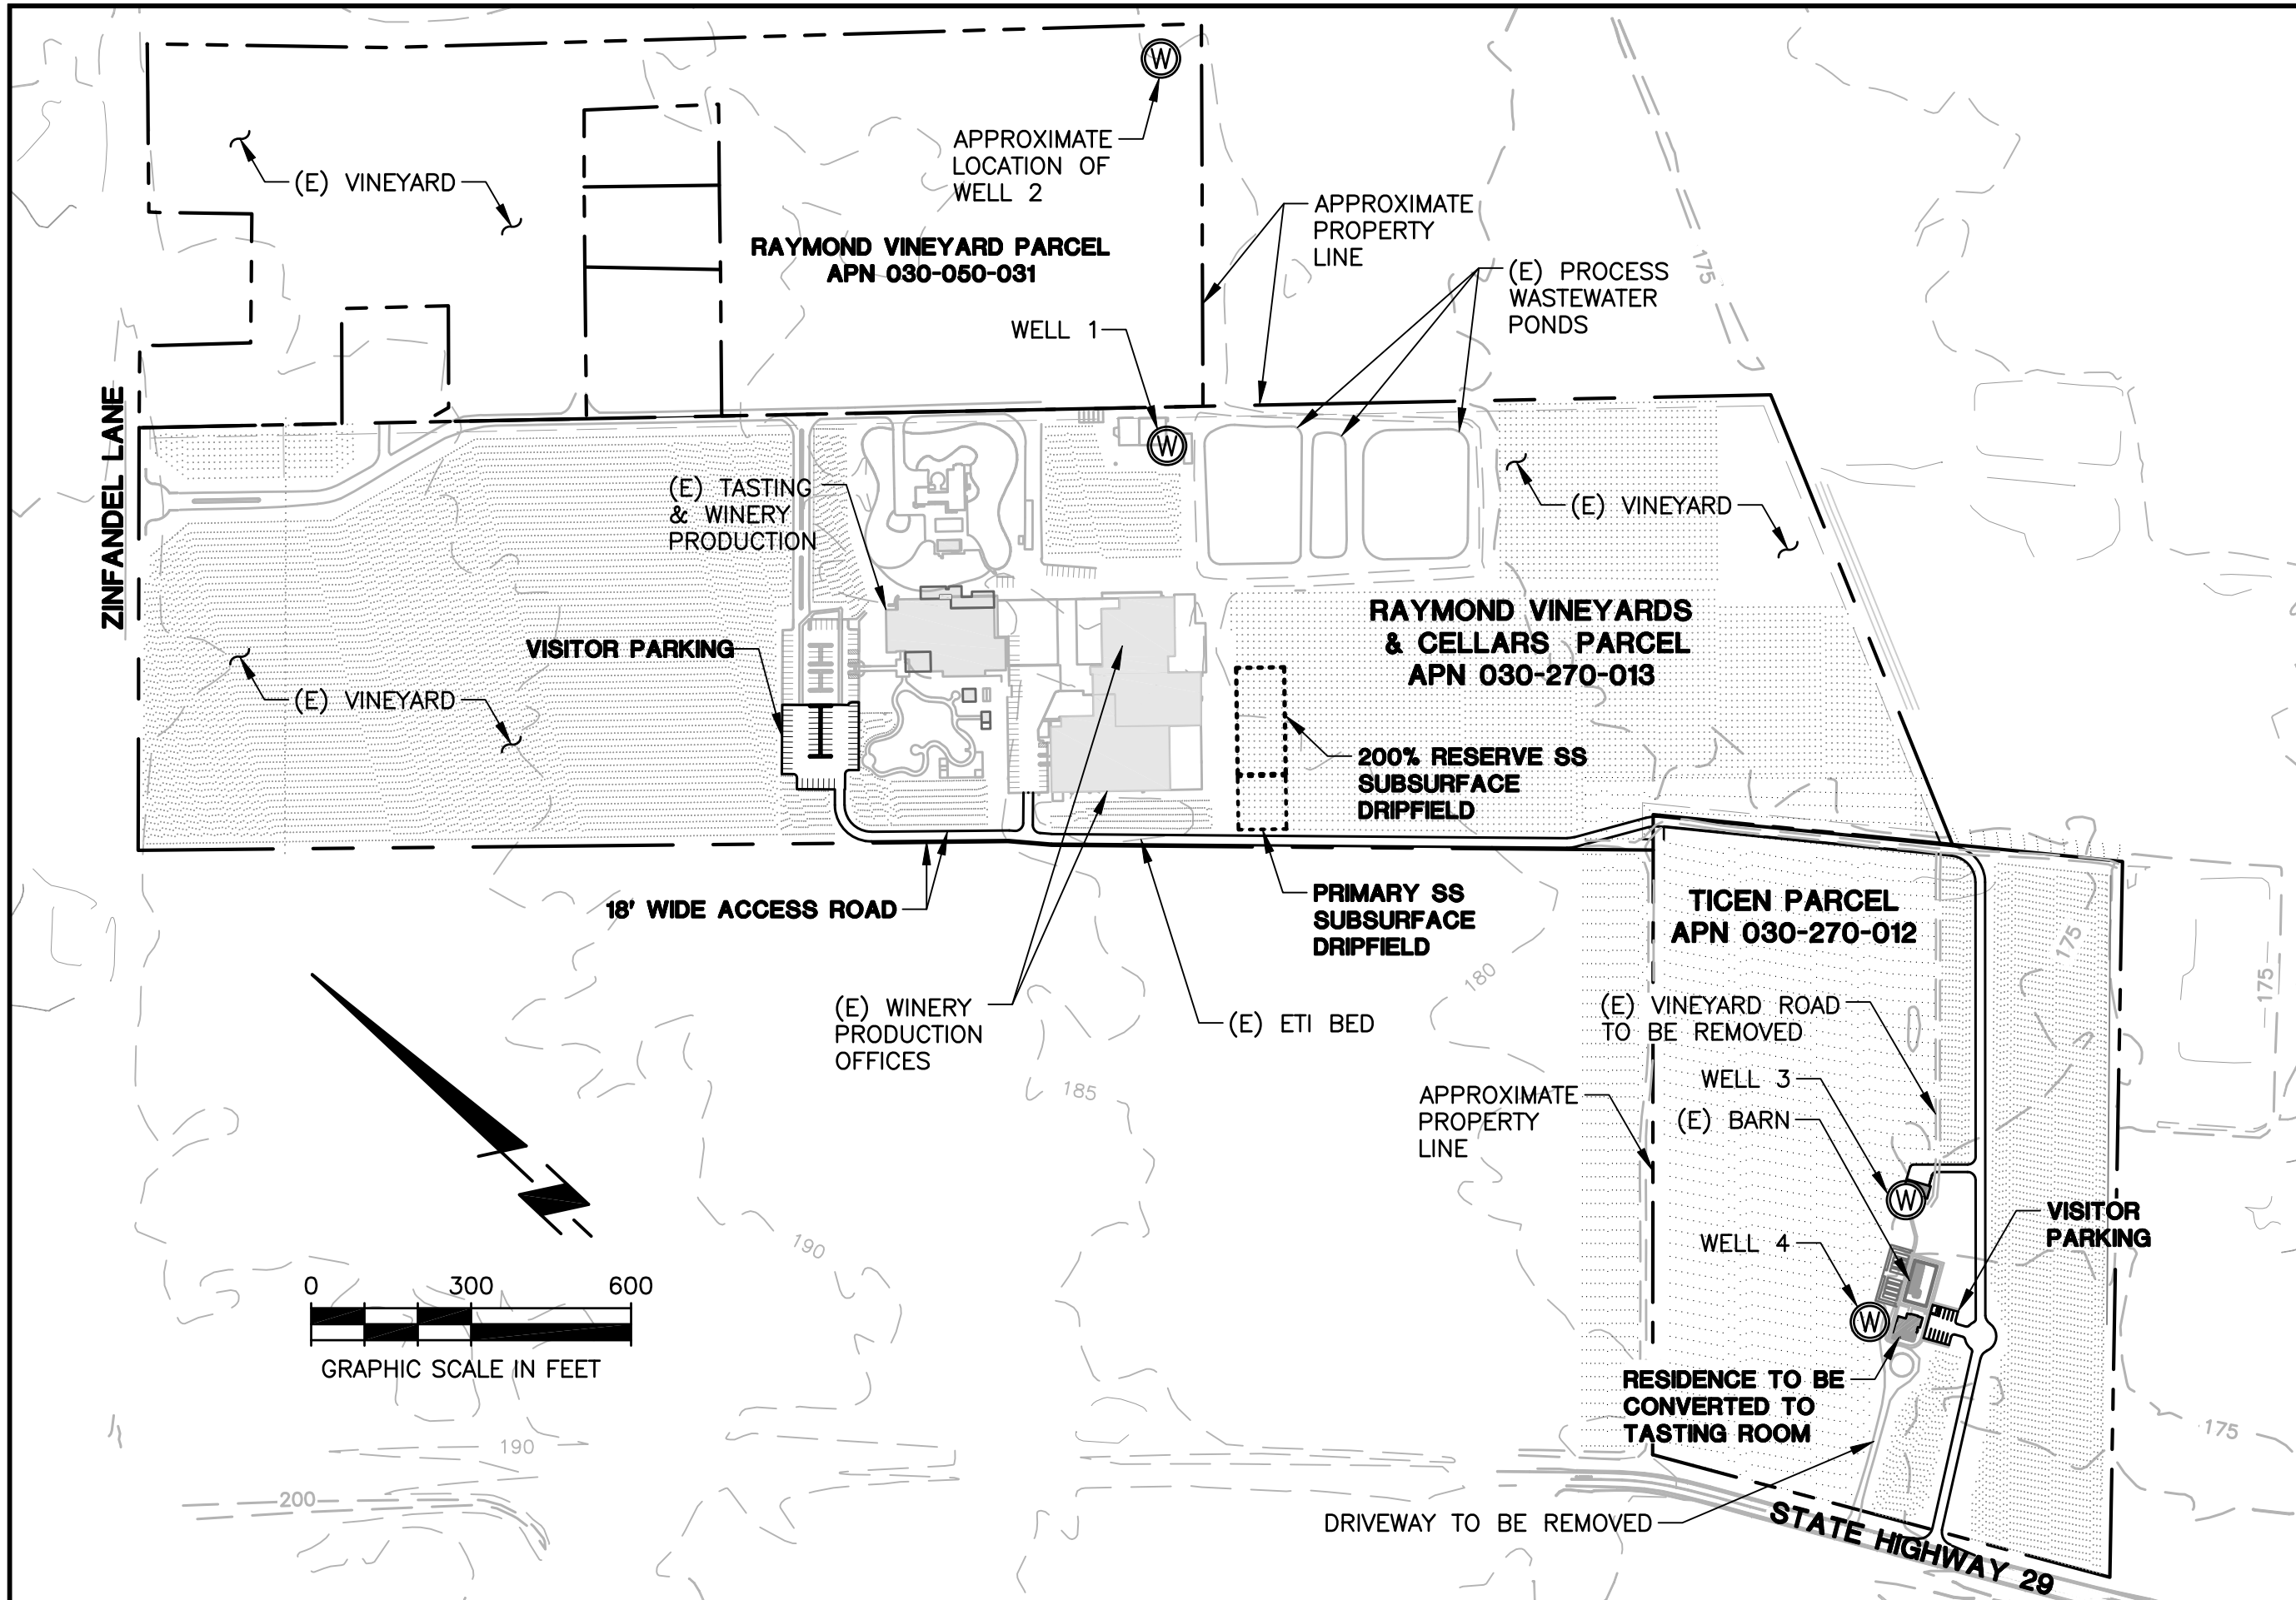 W
APPROXIMATE
LOCATION OF
WELL 2
(E) VINEYARD
APPROXIMATE
PROPERTY
LINE
RAYMOND VINEYARD PARCEL
APN 030-050-031
175
(E) PROCESS
WASTEWATER
PONDS
WELL 1
W
ZINFANDEL LANE
(E) TASTING
& WINERY
PRODUCTION
(E) VINEYARD
RAYMOND VINEYARDS
& CELLARS PARCEL
APN 030-270-013
VISITOR PARKING
(E) VINEYARD
200% RESERVE SS
SUBSURFACE
DRIPFIELD
18' WIDE ACCESS ROAD
PRIMARY SS
SUBSURFACE
DRIPFIELD
TICEN PARCEL
APN 030-270-012
175
180
175
(E) WINERY
PRODUCTION
OFFICES
(E) ETI BED
(E) VINEYARD ROAD
TO BE REMOVED
185
APPROXIMATE
PROPERTY
LINE
WELL 3
(E) BARN
W
VISITOR
PARKING
190
WELL 4
W
0 300 600
GRAPHIC SCALE IN FEET
RESIDENCE TO BE
CONVERTED TO
TASTING ROOM
175
190
200
DRIVEWAY TO BE REMOVED
STATE HIGHWAY 29